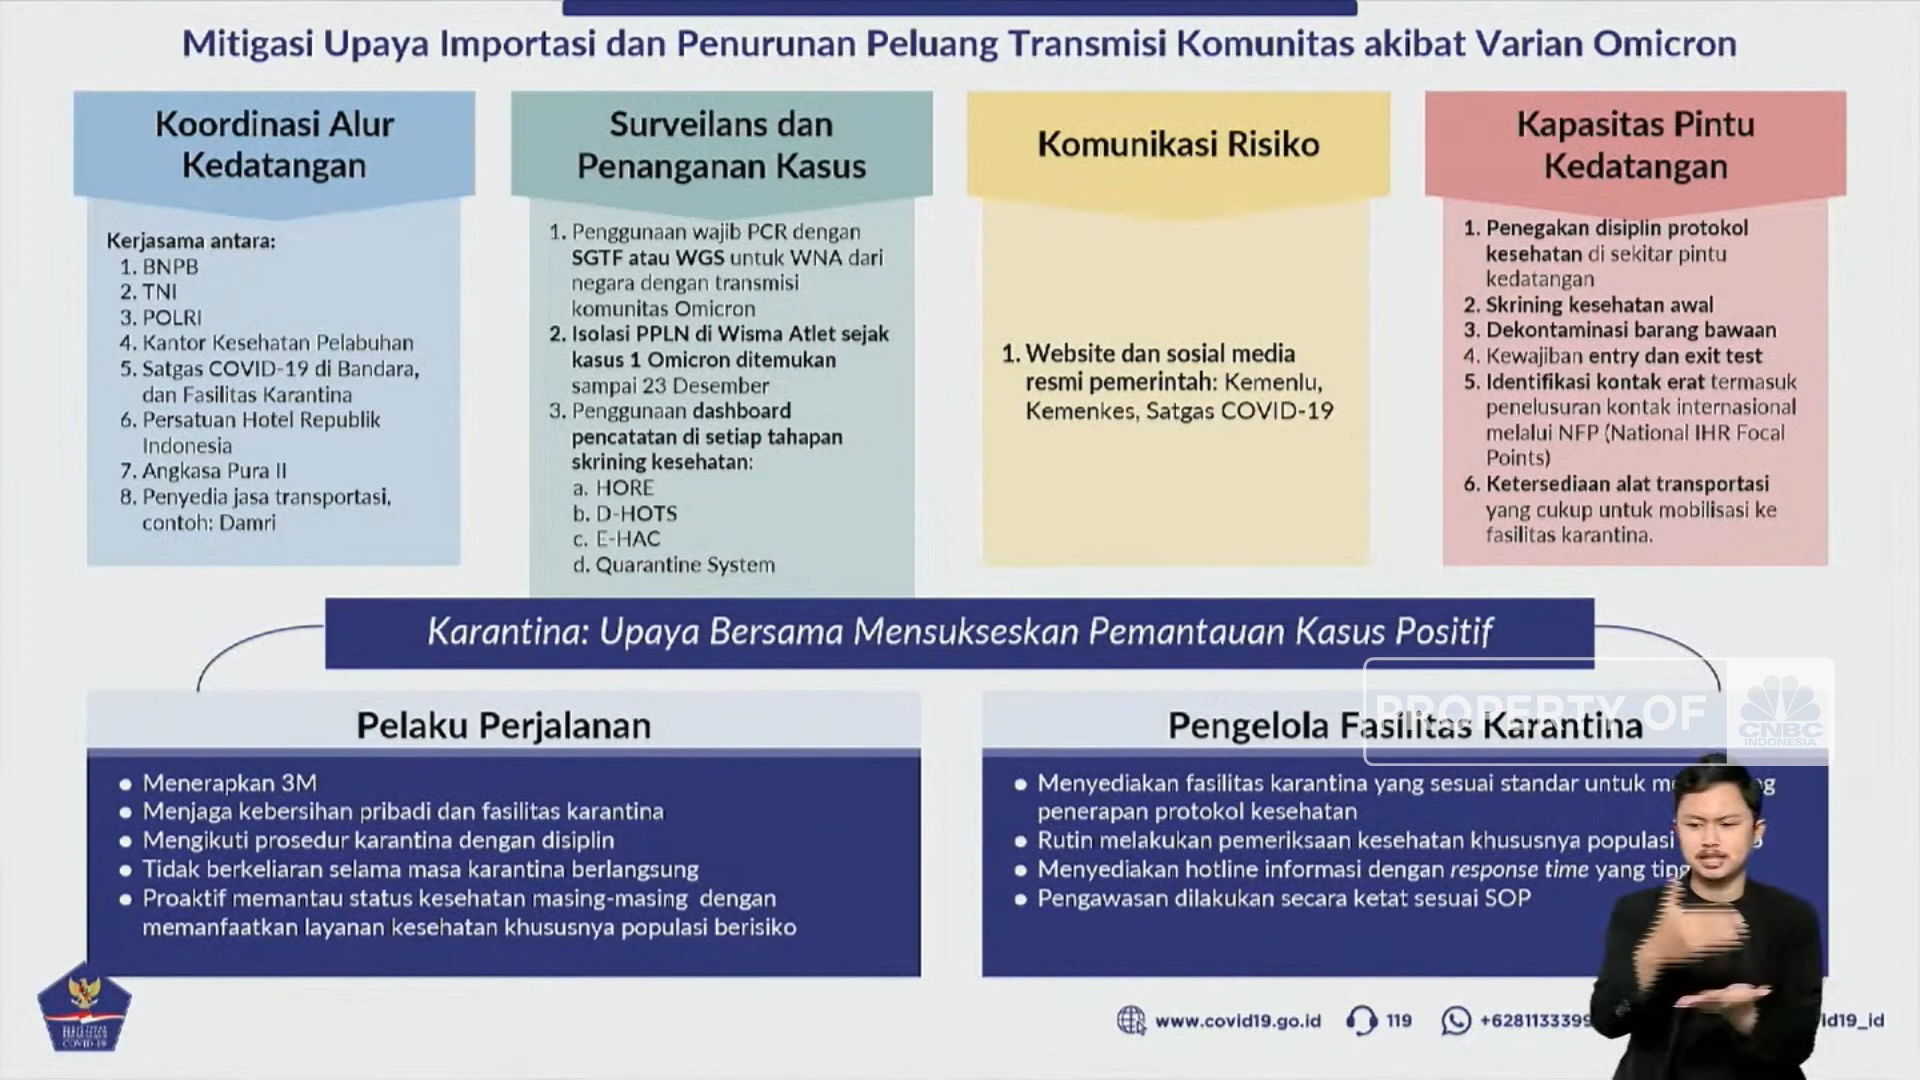 Mitigasi Upaya Importasi dan Penurunan Peluang Transmisi Komunitas akibat Varian Omicron
Koordinasi Alur
Kedatangan
Kerjasama antara:
1. BNPB
2. TNI
3. POLRI
4. Kantor Kesehatan Pelabuhan
5. Satgas COVID-19 di Bandara,
dan Fasilitas Karantina
6. Persatuan Hotel Republik
Indonesia
7. Angkasa Pura II
8. Penyedia jasa transportasi,
contoh: Damri
Surveilans dan
Penanganan Kasus
1. Penggunaan wajib PCR dengan
SGTF atau WGS untuk WNA dari
negara dengan transmisi
komunitas Omicron
2. Isolasi PPLN di Wisma Atlet sejak
kasus 1 Omicron ditemukan
sampai 23 Desember
3. Penggunaan dashboard
pencatatan di setiap tahapan
skrining kesehatan:
a. HORE
b. D-HOTS
c. E-HAC
d. Quarantine System
Komunikasi Risiko
1. Website dan sosial media
resmi pemerintah: Kemenlu,
Kemenkes, Satgas COVID-19
Kapasitas Pintu
Kedatangan
1. Penegakan disiplin protokol
kesehatan di sekitar pintu
kedatangan
2. Skrining kesehatan awal
3. Dekontaminasi barang bawaan
4. Kewajiban entry dan exit test
5. Identifikasi kontak erat termasuk
penelusuran kontak internasional
melalui NFP (National IHR Focal
Points)
6. Ketersediaan alat transportasi
yang cukup untuk mobilisasi ke
fasilitas karantina.
Karantina: Upaya Bersama Mensukseskan Pemantauan Kasus Positif
Pelaku Perjalanan
● Menerapkan 3M
● Menjaga kebersihan pribadi dan fasilitas karantina
● Mengikuti prosedur karantina dengan disiplin
● Tidak berkeliaran selama masa karantina berlangsung
● Proaktif memantau status kesehatan masing-masing dengan
memanfaatkan layanan kesehatan khususnya populasi berisiko
PROPERTY OF
CNBC
INDONESIA
Pengelola Fasilitas Karantina
● Menyediakan fasilitas karantina yang sesuai standar untuk
penerapan protokol kesehatan
● Rutin melakukan pemeriksaan kesehatan khususnya populasi
● Menyediakan hotline informasi dengan response time yang
● Pengawasan dilakukan secara ketat sesuai SOP
COVID-19
www.covid19.go.id
119
+6281133399
id19_id